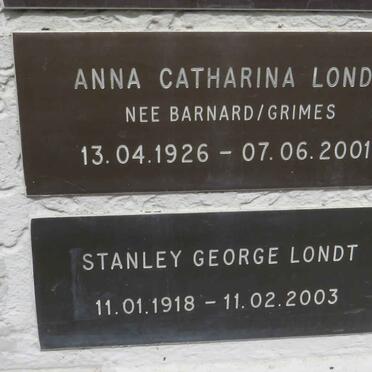 ANNA CATHARINA LOND
NEE BARNARD/GRIMES
13.04.1926 - 07.06.2001
STANLEY GEORGE LONDT
11.01.1918 - 11.02.2003